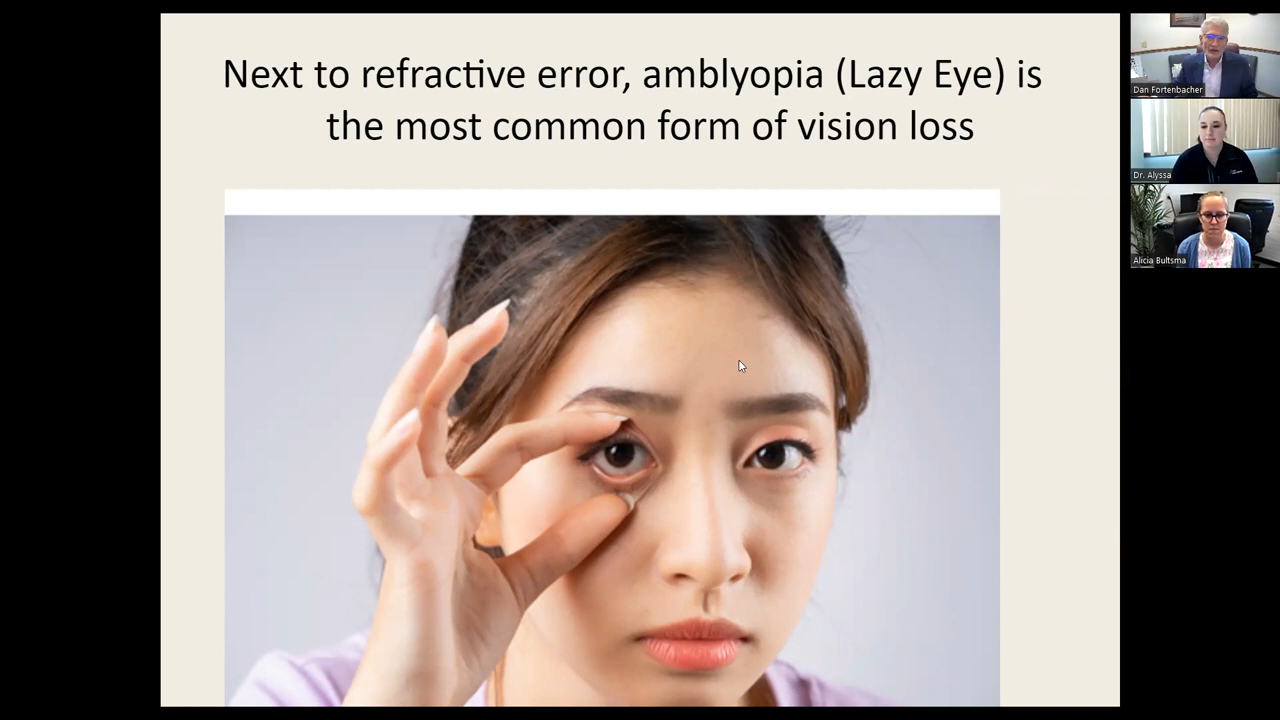 Next to refractive error, amblyopia (Lazy Eye) is
the most common form of vision loss
Dan Fortenbacher
Dr. Alyssa
Alicia Bultsma